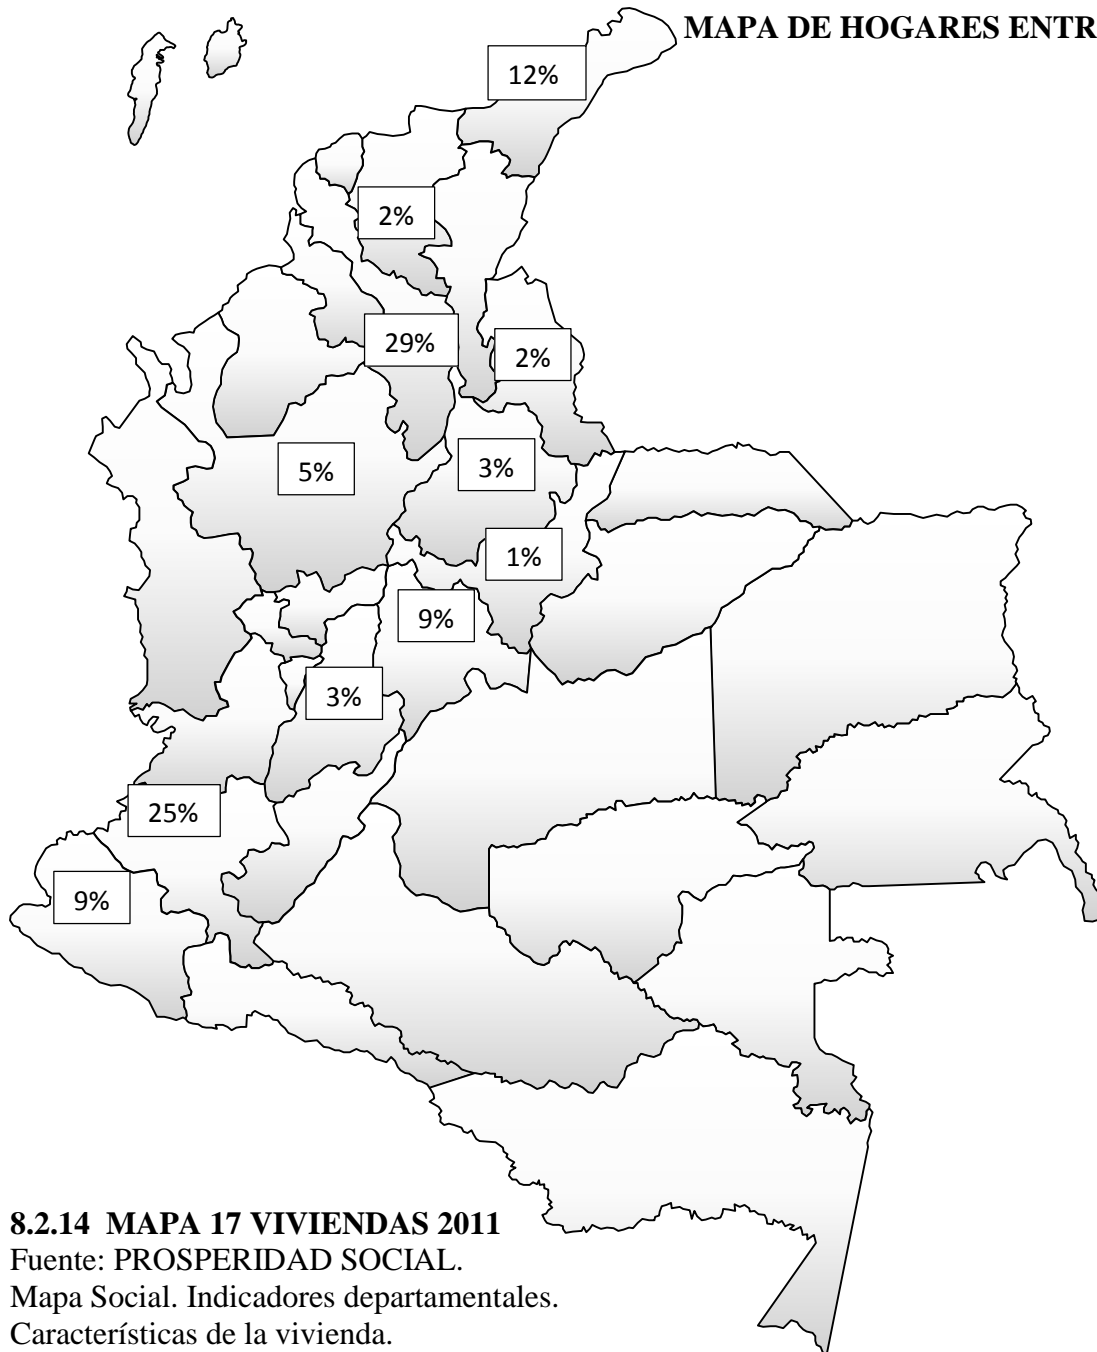 MAPA DE HOGARES ENTR
12%
2%
29%
2%
5%
3%
1%
9%
3%
25%
9%
8.2.14 MAPA 17 VIVIENDAS 2011
Fuente: PROSPERIDAD SOCIAL.
Mapa Social. Indicadores departamentales.
Características de la vivienda.